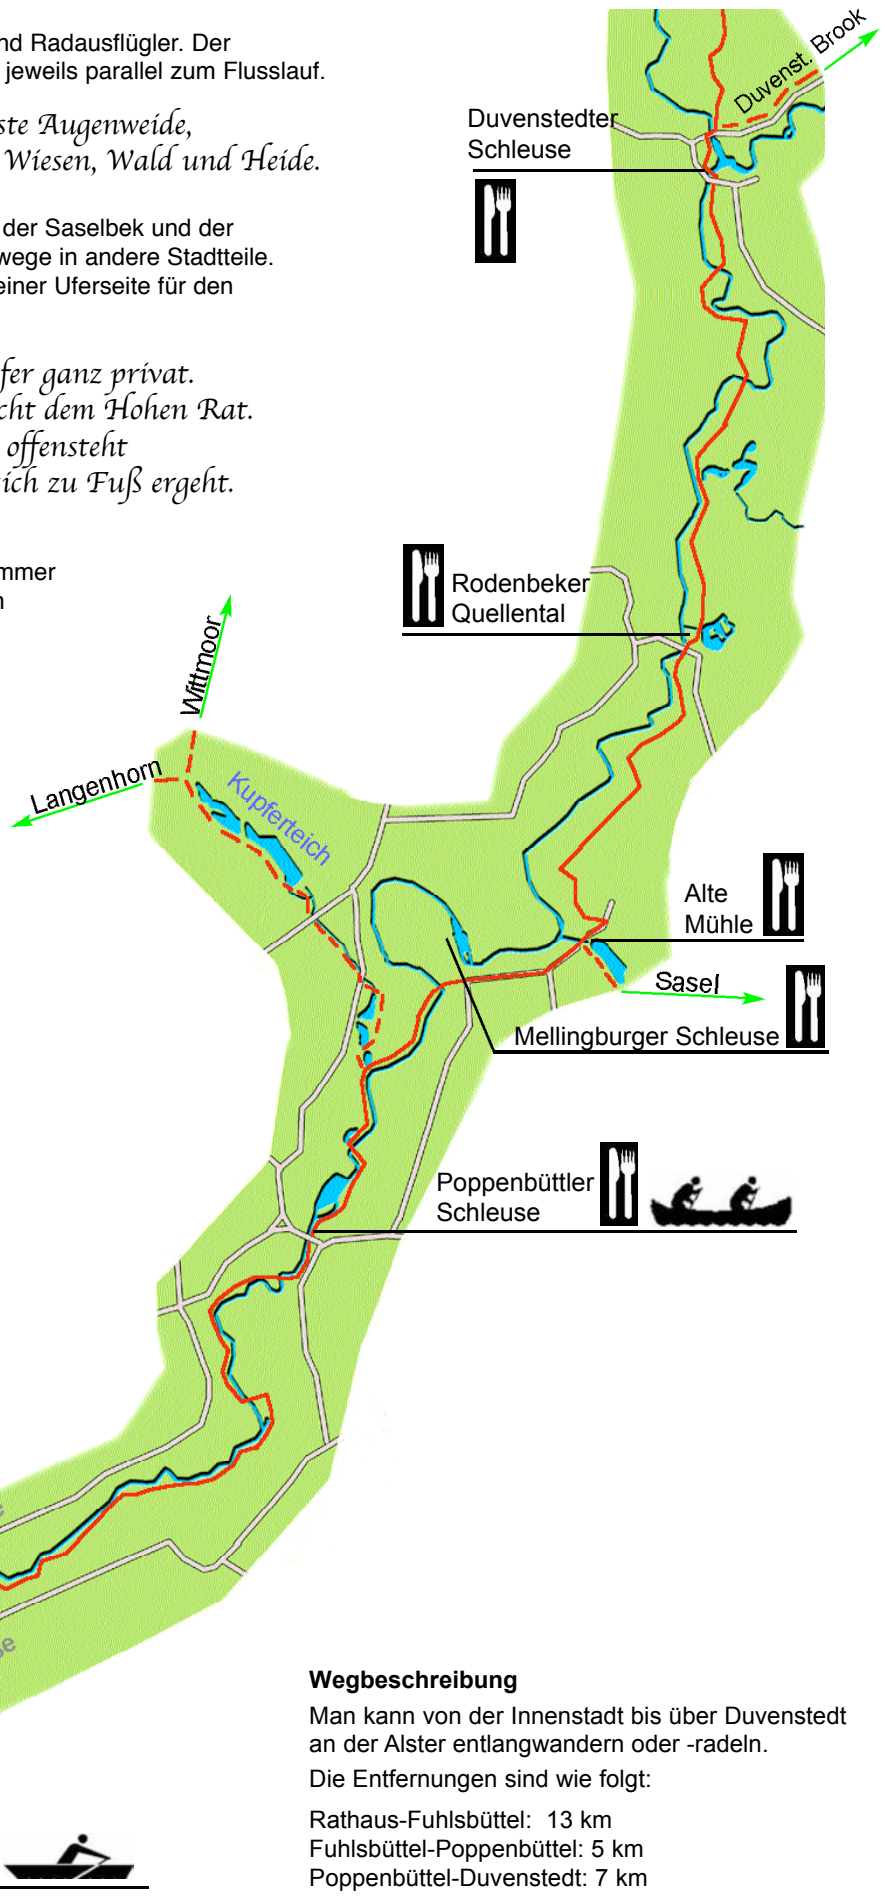 nd Radausflügler. Der
jeweils parallel zum Flusslauf.
ste Augenweide,
Wiesen, Wald und Heide.
der Saselbek und der
wege in andere Stadtteile.
einer Uferseite für den
fer ganz privat.
cht dem Hohen Rat.
offensteht
ich zu Fuß ergeht.
mmer
n
Duvenst. Brook
Duvenstedter
Schleuse
Rodenbeker
Quellental
Wittmoor
Langenhorn
Kupferteich
Alte
Mühle
Sasel
Mellingburger Schleuse
Poppenbüttler
Schleuse
e
se
Wegbeschreibung
Man kann von der Innenstadt bis über Duvenstedt
an der Alster entlangwandern oder -radeln.
Die Entfernungen sind wie folgt:
Rathaus-Fuhlsbüttel: 13 km
Fuhlsbüttel-Poppenbüttel: 5 km
Poppenbüttel-Duvenstedt: 7 km